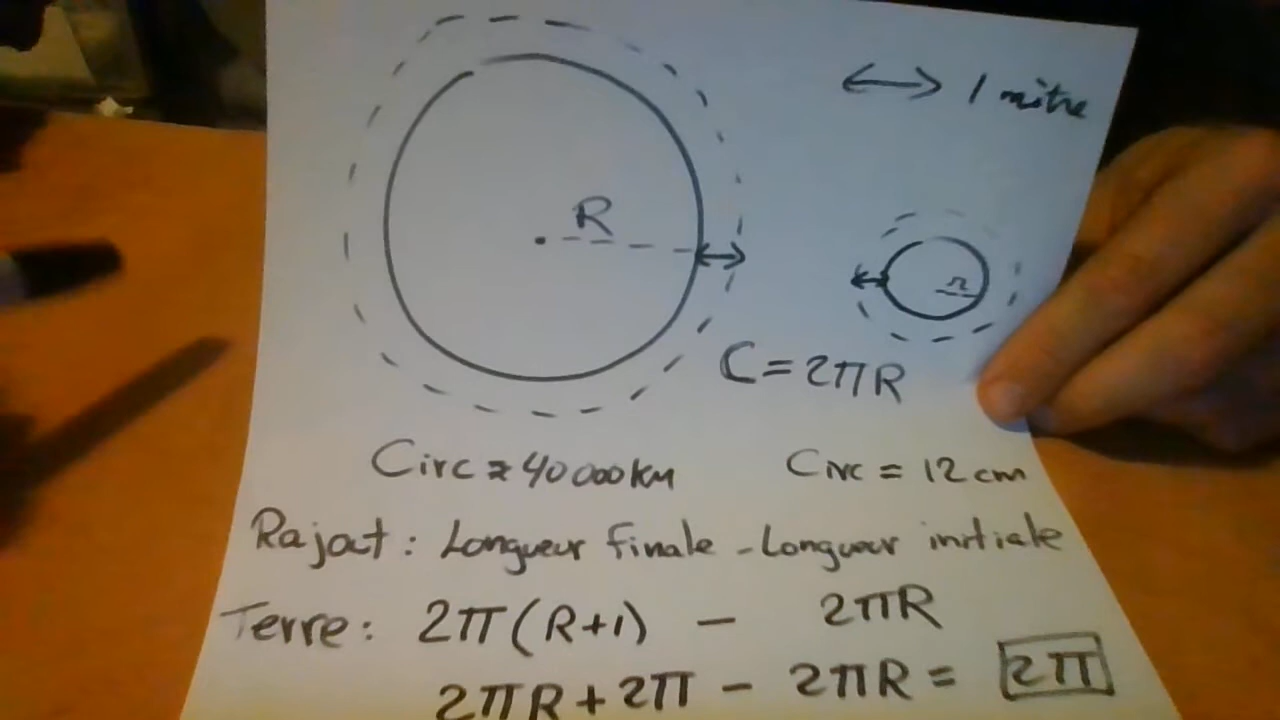 1 mètre
R
r
C = 2πR
Circ ≈ 40 000 km
Circ = 12 cm
Rajout : Longueur finale - Longueur initiale
Terre : 2π(R+1) - 2πR
2πR + 2π - 2πR = 2π